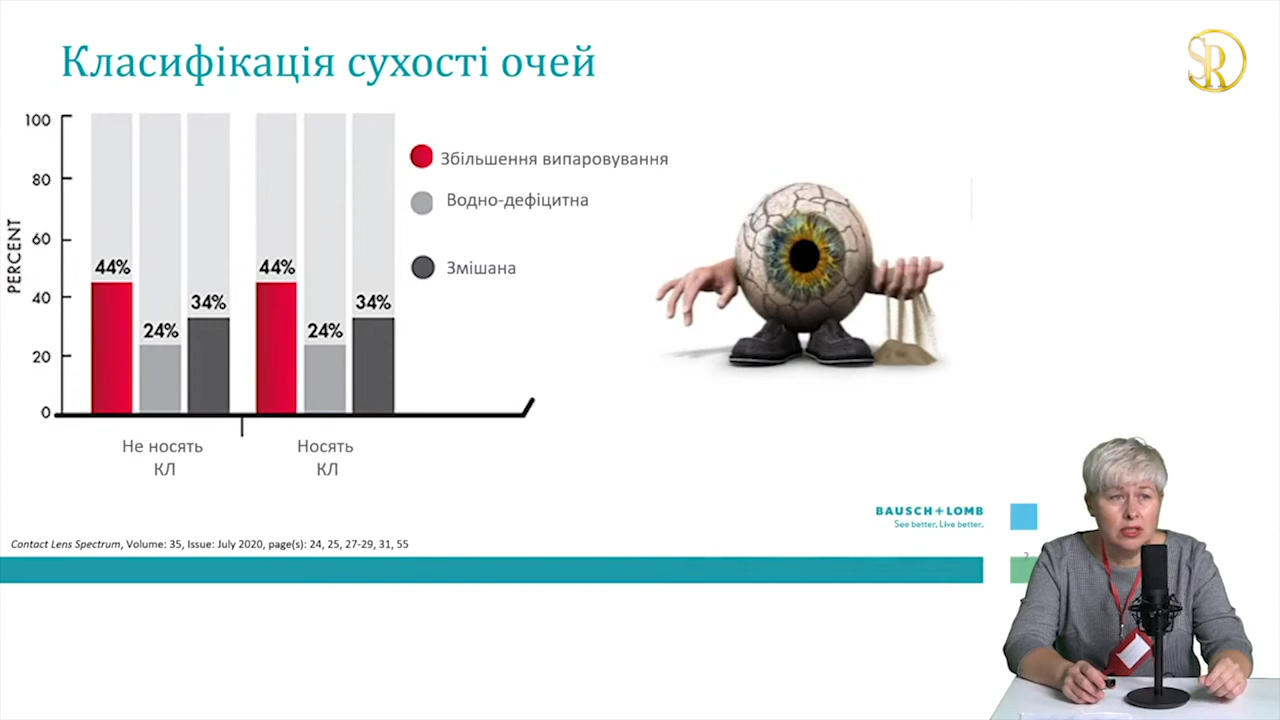 Класифікація сухості очей
SR
100
80
60
40
20
0
PERCENT
44%
24%
34%
44%
24%
34%
Збільшення випаровування
Водно-дефіцитна
Змішана
Не носять
КЛ
Носять
КЛ
BAUSCH+LOMB
See better. Live better.
Contact Lens Spectrum, Volume: 35, Issue: July 2020, page(s): 24, 25, 27-29, 31, 55
2